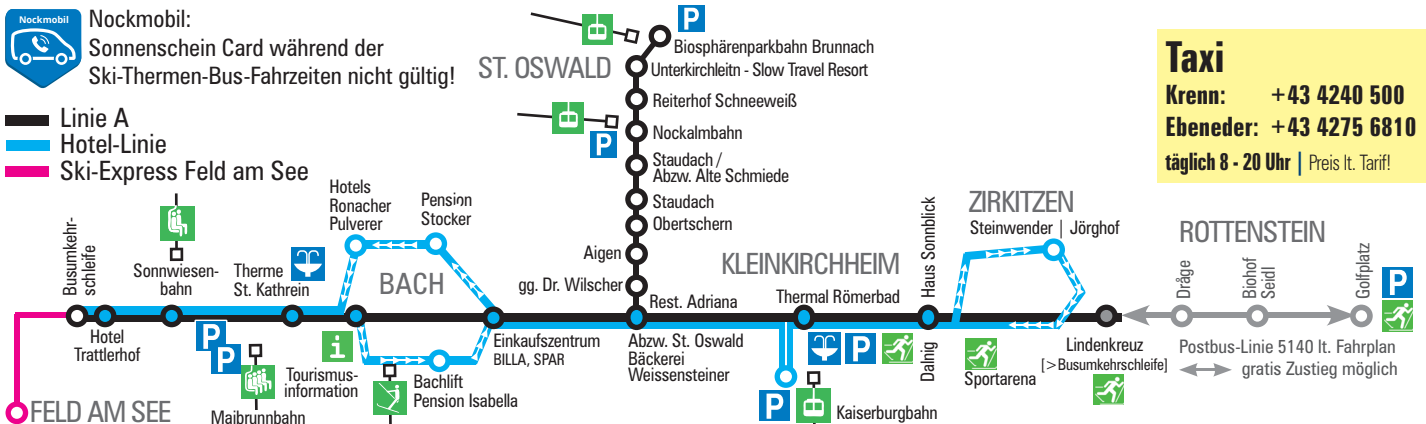 Nockmobil
Nockmobil:
Sonnenschein Card während der
Ski-Thermen-Bus-Fahrzeiten nicht gültig!
Linie A
Hotel-Linie
Ski-Express Feld am See
Taxi
Krenn: +43 4240 500
Ebeneder: +43 4275 6810
täglich 8 - 20 Uhr | Preis lt. Tarif!
ST. OSWALD
P
Biosphärenparkbahn Brunnach
Unterkirchleitn - Slow Travel Resort
Reiterhof Schneeweiß
P
Nockalmbahn
Staudach /
Abzw. Alte Schmiede
Staudach
Obertschern
Aigen
gg. Dr. Wilscher
Rest. Adriana
Abzw. St. Oswald
Bäckerei
Weissensteiner
Busumkehr-
schleife
Hotel
Trattlerhof
Sonnwiesen-
bahn
P
P
Maibrunnbahn
Therme
St. Kathrein
Hotels
Ronacher
Pulverer
Pension
Stocker
BACH
i
Tourismus-
information
Bachlift
Pension Isabella
Einkaufszentrum
BILLA, SPAR
KLEINKIRCHHEIM
Thermal Römerbad
P
P
Kaiserburgbahn
Haus Sonnblick
Dalnig
ZIRKITZEN
Steinwender | Jörghof
Sportarena
Lindenkreuz
[>Busumkehrschleife]
ROTTENSTEIN
Dräge
Biohof
Seidl
Golfplatz
P
Postbus-Linie 5140 lt. Fahrplan
gratis Zustieg möglich
FELD AM SEE